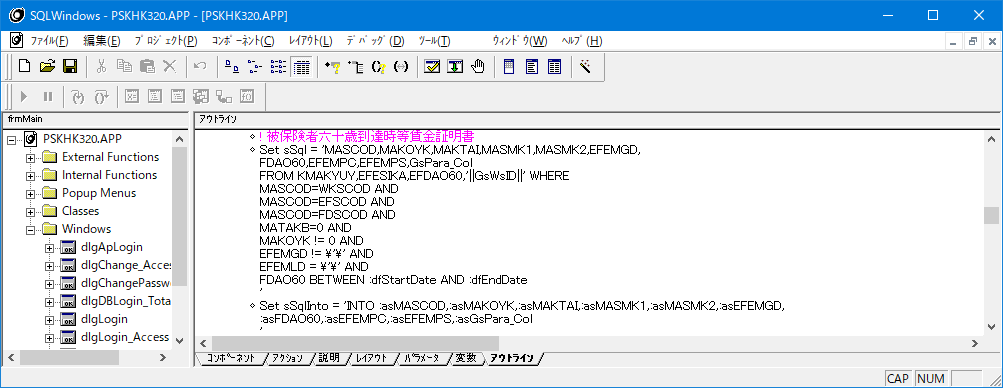 SQLWindows - PSKHK320.APP - [PSKHK320.APP]
ﾌｧｲﾙ(F) 編集(E) ﾌﾟﾛｼﾞｪｸﾄ(P) ｺﾝﾎﾟｰﾈﾝﾄ(C) ﾚｲｱｳﾄ(L) ﾃﾞﾊﾞｯｸﾞ(D) ﾂｰﾙ(T) ｳｨﾝﾄﾞｳ(W) ﾍﾙﾌﾟ(H)
frmMain
PSKHK320.APP
External Functions
Internal Functions
Popup Menus
Classes
Windows
dlgApLogin
dlgChange_Acce
dlgChangePassw
dlgDBLogin_Tota
dlgLogin
dlgLogin_Access
ｱｳﾄﾗｲﾝ
! 被保険者六十歳到達時等賃金証明書
Set sSql = 'MASCOD,MAKOYK,MAKTAI,MASMK1,MASMK2,EFEMGD,
FDAO60,EFEMPC,EFEMPS,GsPara_Col
FROM KMAKYUY,EFESIKA,EFDAO60,'||GsWsID||' WHERE
MASCOD=WKSCOD AND
MASCOD=EFSCOD AND
MASCOD=FDSCOD AND
MATAKB=0 AND
MAKOYK != 0 AND
EFEMGD != ¥'¥' AND
EFEMLD = ¥'¥' AND
FDAO60 BETWEEN :dfStartDate AND :dfEndDate
'
Set sSqlInto = 'INTO :asMASCOD,:asMAKOYK,:asMAKTAI,:asMASMK1,:asMASMK2,:asEFEMGD,
:asFDAO60,:asEFEMPC,:asEFEMPS,:asGsPara_Col
'
ｺﾝﾎﾟｰﾈﾝﾄ ｱｸｼｮﾝ 説明 ﾚｲｱｳﾄ ﾊﾟﾗﾒｰﾀ 変数 ｱｳﾄﾗｲﾝ
CAP NUM